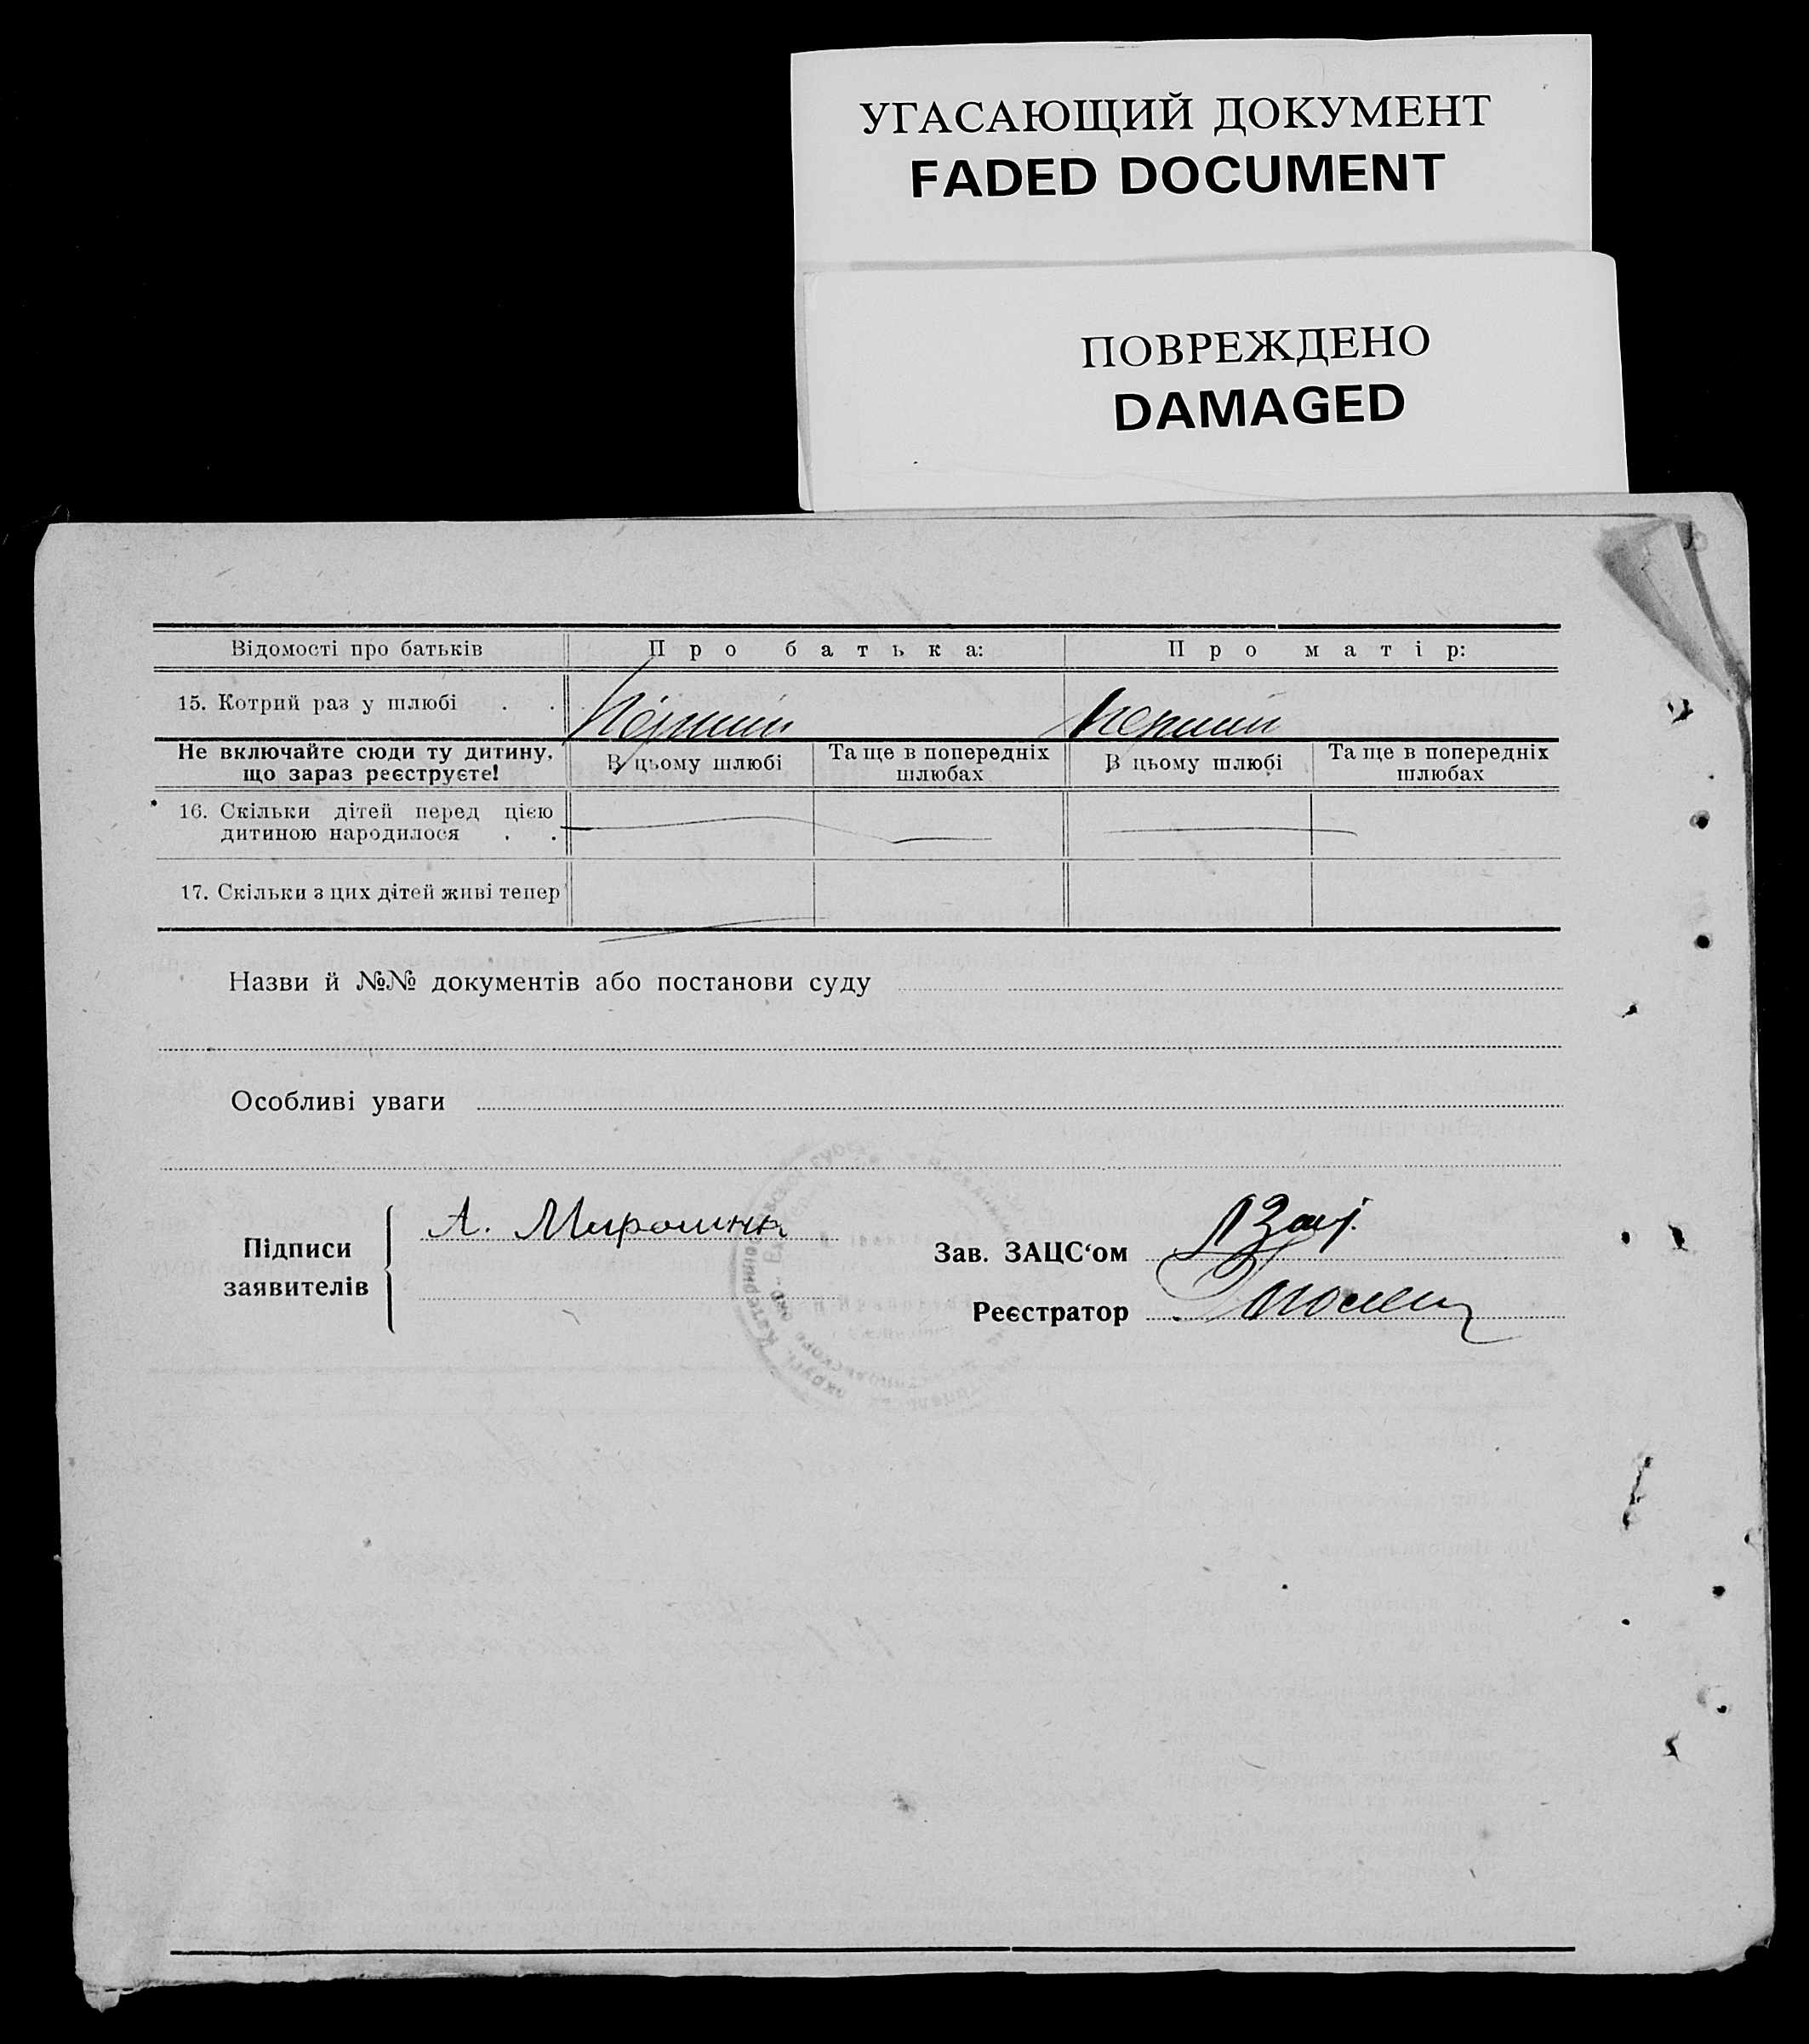 УГАСАЮЩИЙ ДОКУМЕНТ
FADED DOCUMENT
ПОВРЕЖДЕНО
DAMAGED
Відомості про батьків Про батька: Про матір:
15. Котрий раз у шлюбі . . Перший Перший
Не включайте сюди ту дитину, що зараз реєструєте! В цьому шлюбі Та ще в попередніх шлюбах В цьому шлюбі Та ще в попередніх шлюбах
16. Скільки дітей перед цією
дитиною народилося . .
17. Скільки з цих дітей живі тепер
Назви й №№ документів або постанови суду
Особливі уваги
Підписи
заявителів
А. Мирошник
Зав. ЗАЦС‘ом
Реєстратор